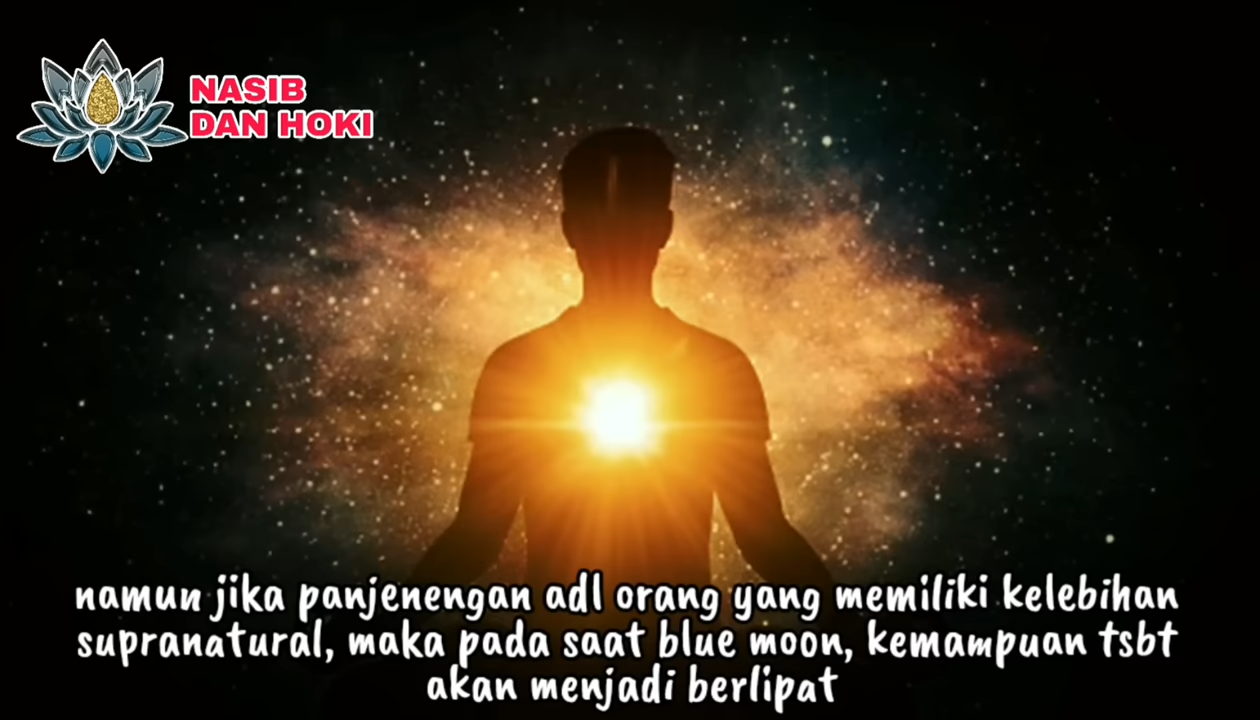 NASIB
DAN HOKI
namun jika panjenengan adl orang yang memiliki kelebihan
supranatural, maka pada saat blue moon, kemampuan tsbt
akan menjadi berlipat